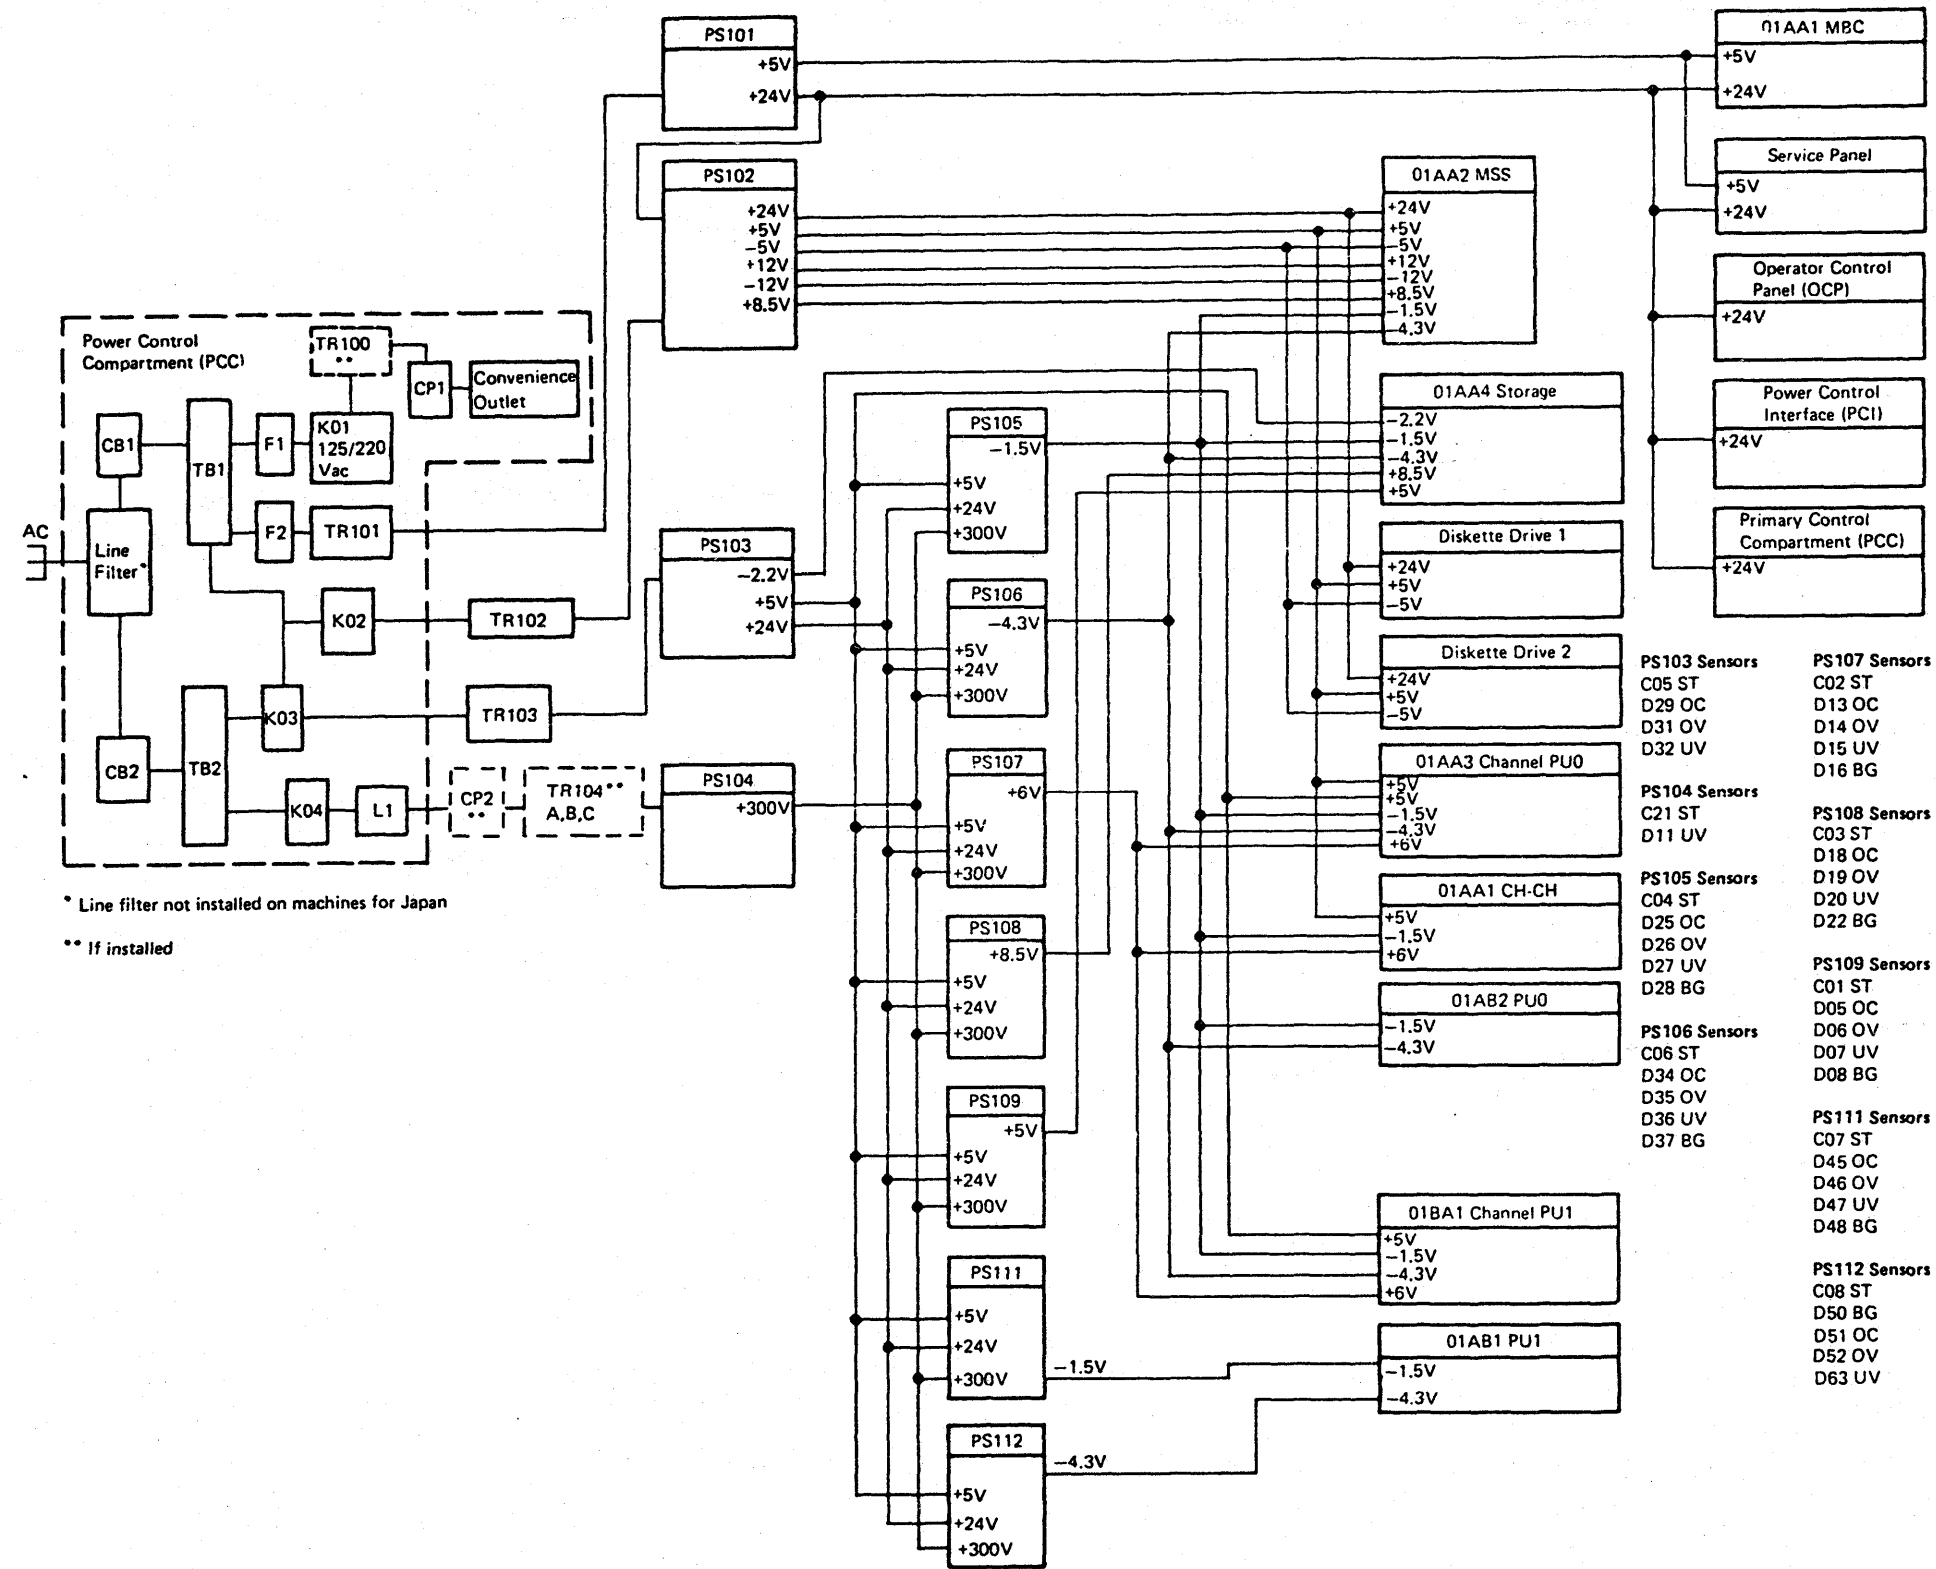 PS101
+5V
+24V
01AA1 MBC
+5V
+24V
Service Panel
+5V
+24V
Operator Control
Panel (OCP)
+24V
Power Control
Interface (PCI)
+24V
Primary Control
Compartment (PCC)
+24V
PS102
+24V
+5V
−5V
+12V
−12V
+8.5V
01AA2 MSS
+24V
+5V
−5V
+12V
−12V
+8.5V
−1.5V
−4.3V
Power Control
Compartment (PCC)
TR100
**
CP1
Convenience
Outlet
CB1
TB1
F1
K01
125/220
Vac
F2
TR101
AC
Line
Filter*
K02
TR102
K03
TR103
CB2
TB2
K04
L1
CP2
**
TR104**
A,B,C
* Line filter not installed on machines for Japan
** If installed
PS103
−2.2V
+5V
+24V
PS104
+300V
PS105
−1.5V
+5V
+24V
+300V
PS106
−4.3V
+5V
+24V
+300V
PS107
+6V
+5V
+24V
+300V
PS108
+8.5V
+5V
+24V
+300V
PS109
+5V
+5V
+24V
+300V
PS111
+5V
+24V
+300V
−1.5V
PS112
−4.3V
+5V
+24V
+300V
01AA4 Storage
−2.2V
−1.5V
−4.3V
+8.5V
+5V
Diskette Drive 1
+24V
+5V
−5V
Diskette Drive 2
+24V
+5V
−5V
01AA3 Channel PU0
+5V
+5V
−1.5V
−4.3V
+6V
01AA1 CH-CH
+5V
−1.5V
+6V
01AB2 PU0
−1.5V
−4.3V
01BA1 Channel PU1
+5V
−1.5V
−4.3V
+6V
01AB1 PU1
−1.5V
−4.3V
PS103 Sensors
C05 ST
D29 OC
D31 OV
D32 UV
PS104 Sensors
C21 ST
D11 UV
PS105 Sensors
C04 ST
D25 OC
D26 OV
D27 UV
D28 BG
PS106 Sensors
C06 ST
D34 OC
D35 OV
D36 UV
D37 BG
PS107 Sensors
C02 ST
D13 OC
D14 OV
D15 UV
D16 BG
PS108 Sensors
C03 ST
D18 OC
D19 OV
D20 UV
D22 BG
PS109 Sensors
C01 ST
D05 OC
D06 OV
D07 UV
D08 BG
PS111 Sensors
C07 ST
D45 OC
D46 OV
D47 UV
D48 BG
PS112 Sensors
C08 ST
D50 BG
D51 OC
D52 OV
D63 UV